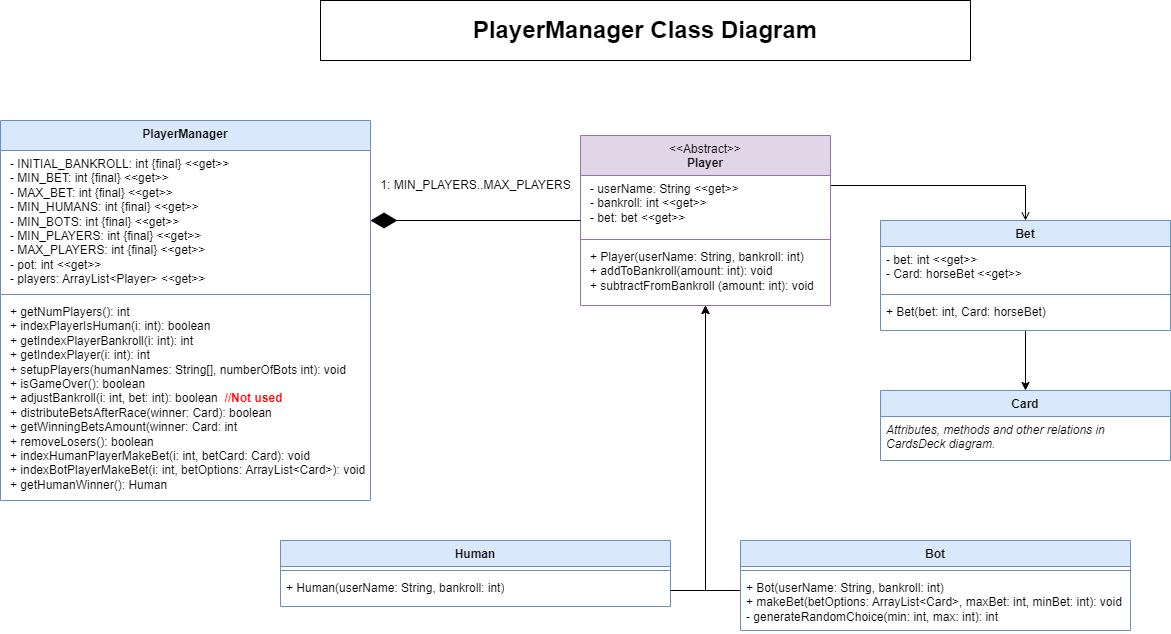 PlayerManager Class Diagram
PlayerManager
- INITIAL_BANKROLL: int {final} <<get>>
- MIN_BET: int {final} <<get>>
- MAX_BET: int {final} <<get>>
- MIN_HUMANS: int {final} <<get>>
- MIN_BOTS: int {final} <<get>>
- MIN_PLAYERS: int {final} <<get>>
- MAX_PLAYERS: int {final} <<get>>
- pot: int <<get>>
- players: ArrayList<Player> <<get>>
+ getNumPlayers(): int
+ indexPlayerIsHuman(i: int): boolean
+ getIndexPlayerBankroll(i: int): int
+ getIndexPlayer(i: int): int
+ setupPlayers(humanNames: String[], numberOfBots int): void
+ isGameOver(): boolean
+ adjustBankroll(i: int, bet: int): boolean //Not used
+ distributeBetsAfterRace(winner: Card): boolean
+ getWinningBetsAmount(winner: Card: int
+ removeLosers(): boolean
+ indexHumanPlayerMakeBet(i: int, betCard: Card): void
+ indexBotPlayerMakeBet(i: int, betOptions: ArrayList<Card>): void
+ getHumanWinner(): Human
1: MIN_PLAYERS..MAX_PLAYERS
<<Abstract>>
Player
- userName: String <<get>>
- bankroll: int <<get>>
- bet: bet <<get>>
+ Player(userName: String, bankroll: int)
+ addToBankroll(amount: int): void
+ subtractFromBankroll (amount: int): void
Bet
- bet: int <<get>>
- Card: horseBet <<get>>
+ Bet(bet: int, Card: horseBet)
Card
Attributes, methods and other relations in
CardsDeck diagram.
Human
+ Human(userName: String, bankroll: int)
Bot
+ Bot(userName: String, bankroll: int)
+ makeBet(betOptions: ArrayList<Card>, maxBet: int, minBet: int): void
- generateRandomChoice(min: int, max: int): int